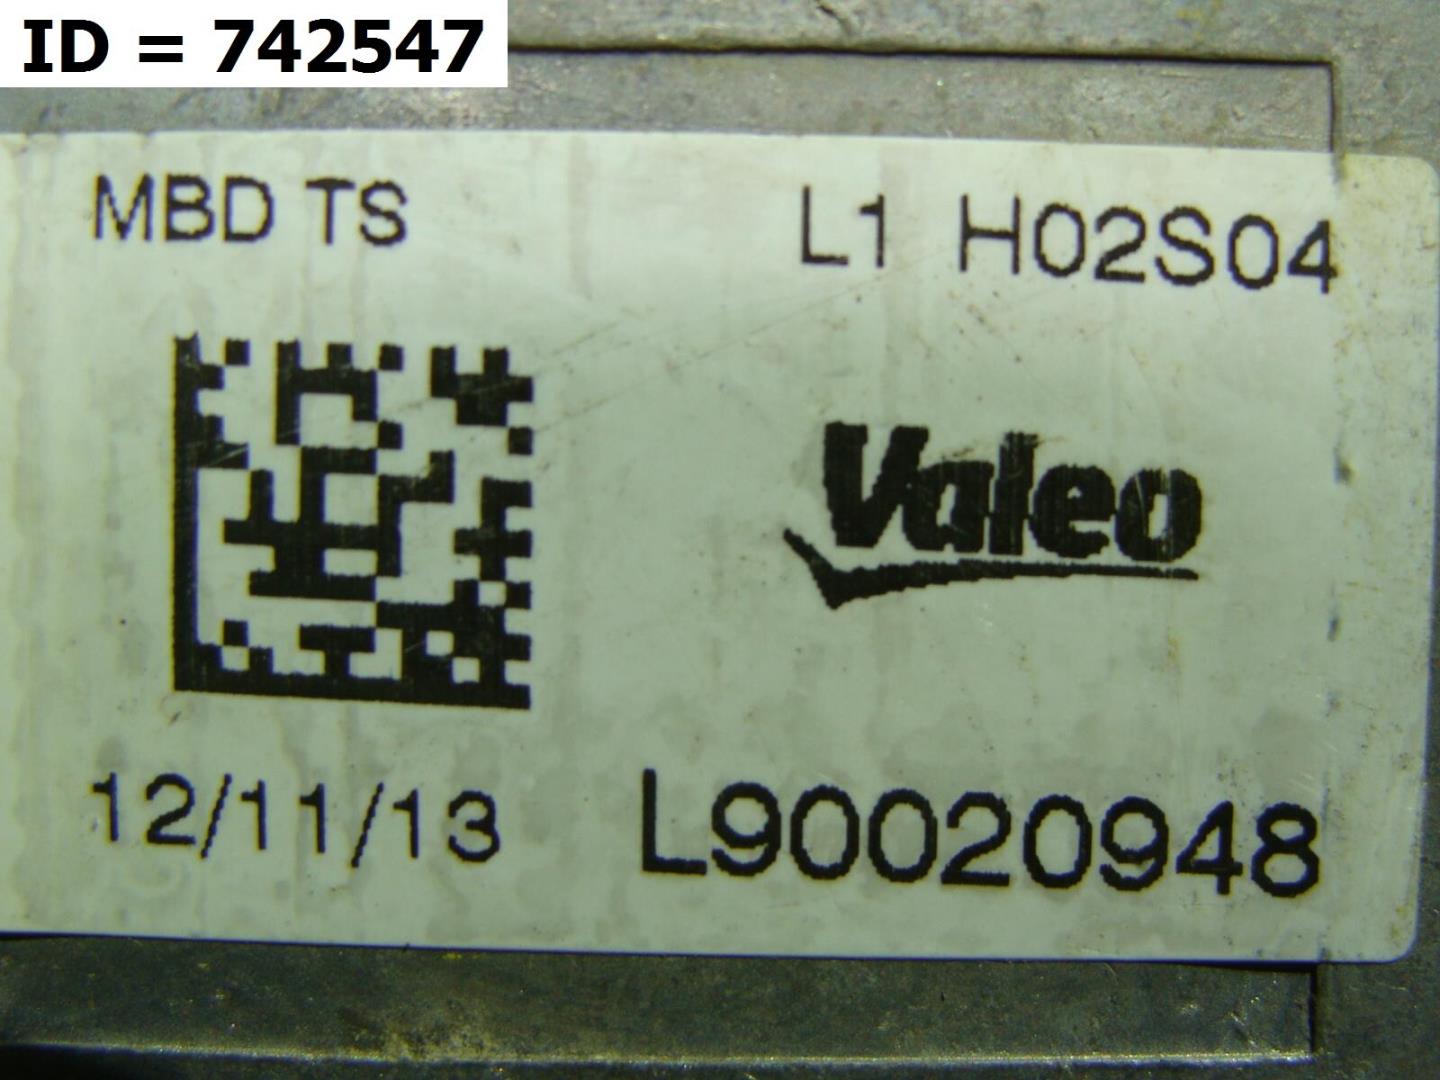 ID = 742547
MBD TS
L1 H02S04
Valeo
12/11/13
L90020948